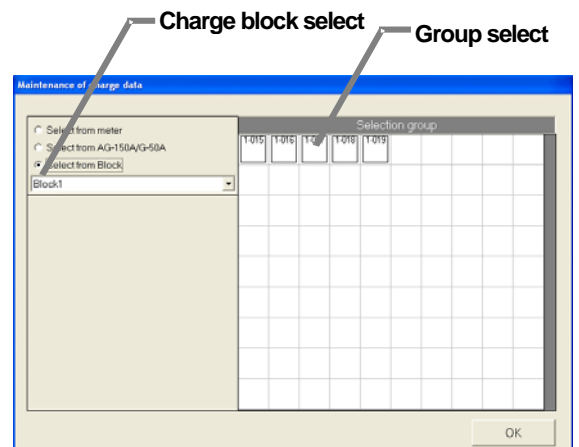 Charge block select
Group select
Maintenance of charge data
Select from meter
Select from AG-150A/G-50A
Select from Block
Block1
Selection group
1-015 1-016 1-018 1-019
OK